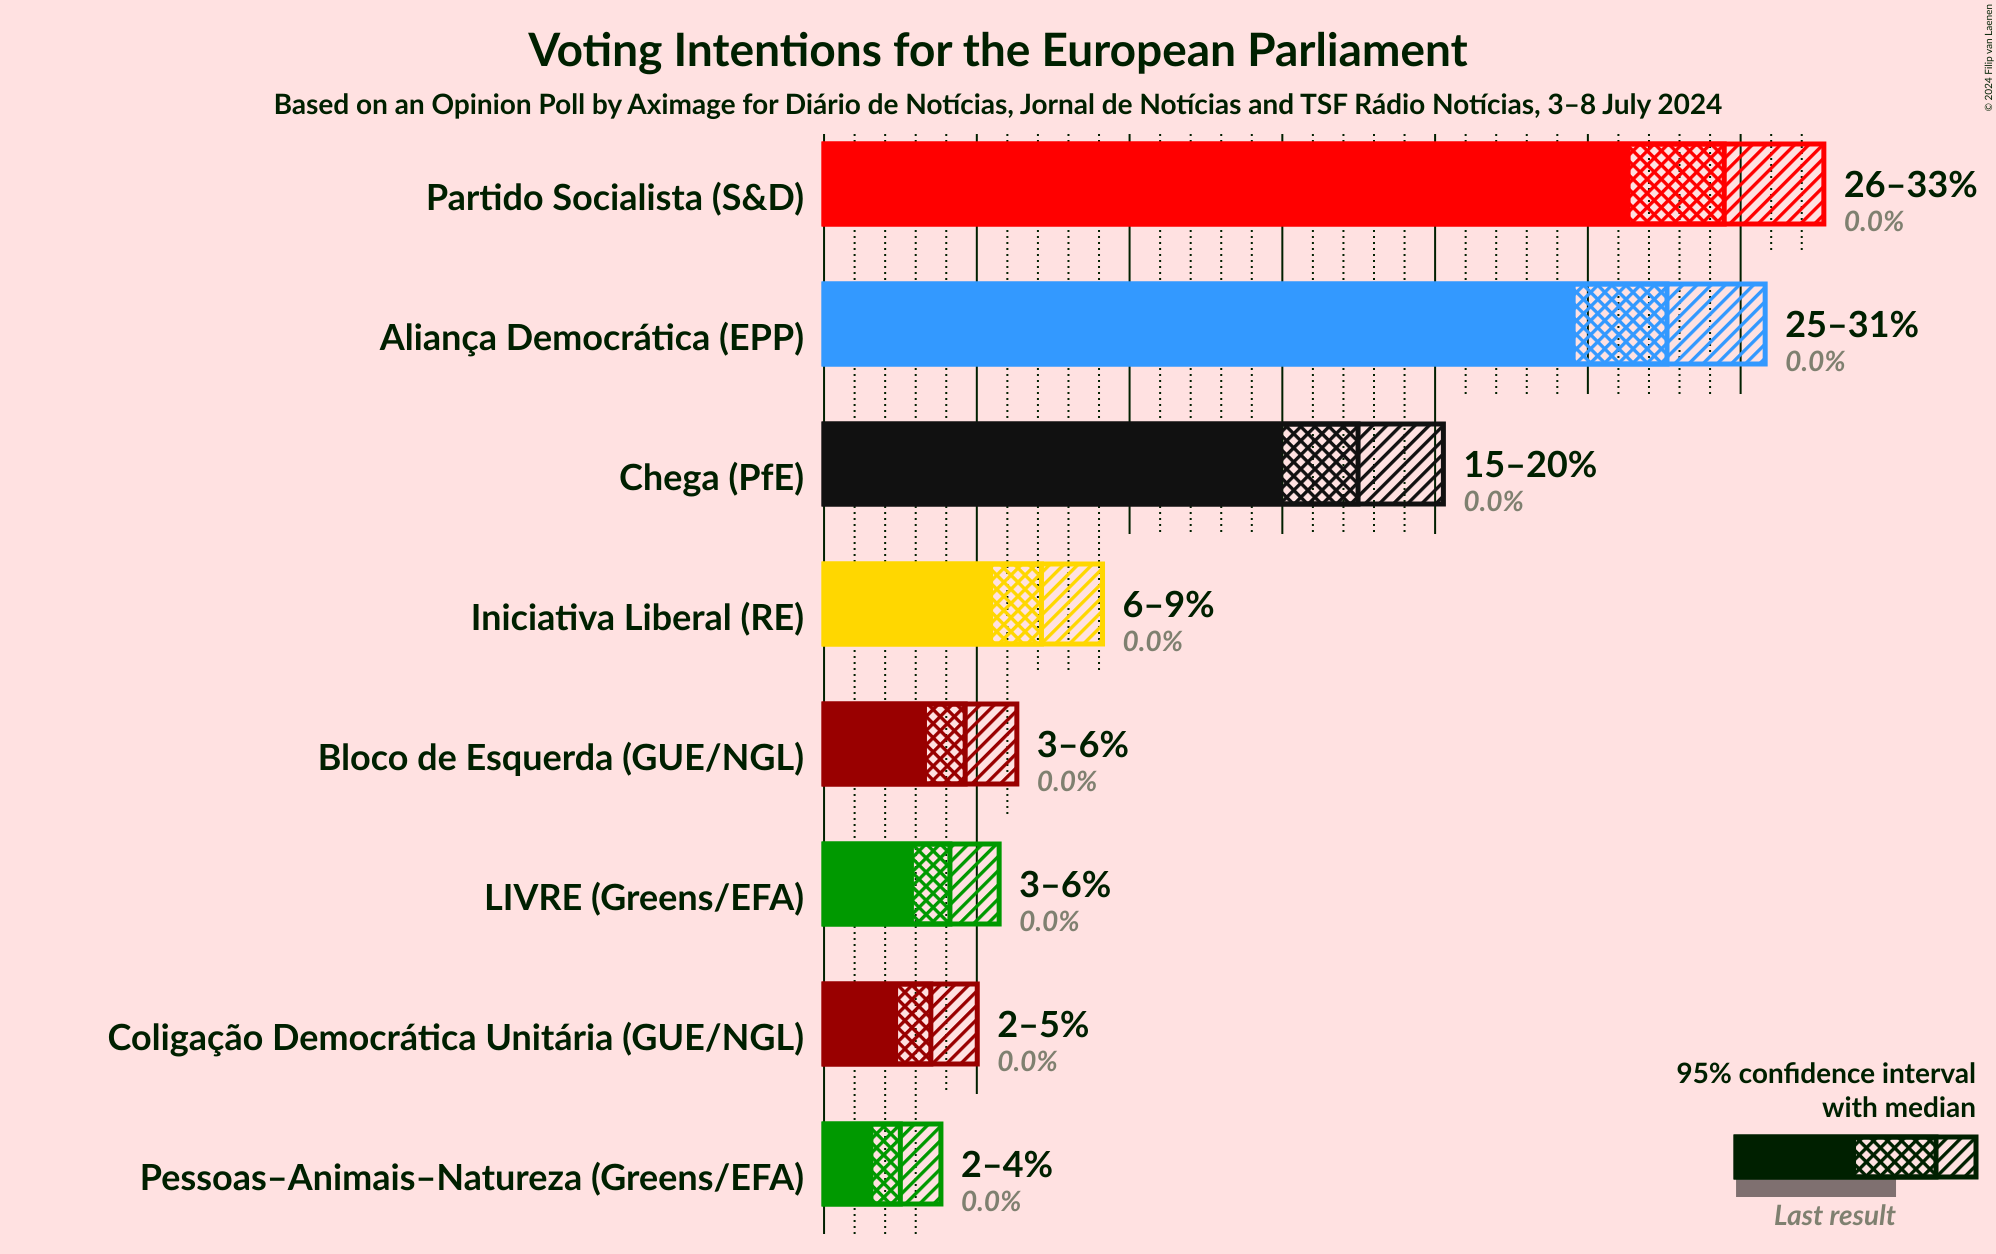 Voting Intentions for the European Parliament
Based on an Opinion Poll by Aximage for Diário de Notícias, Jornal de Notícias and TSF Rádio Notícias, 3–8 July 2024
© 2024 Filip van Laenen
Partido Socialista (S&D)
26–33%
0.0%
Aliança Democrática (EPP)
25–31%
0.0%
Chega (PfE)
15–20%
0.0%
Iniciativa Liberal (RE)
6–9%
0.0%
Bloco de Esquerda (GUE/NGL)
3–6%
0.0%
LIVRE (Greens/EFA)
3–6%
0.0%
Coligação Democrática Unitária (GUE/NGL)
2–5%
0.0%
Pessoas–Animais–Natureza (Greens/EFA)
2–4%
0.0%
95% confidence interval
with median
Last result